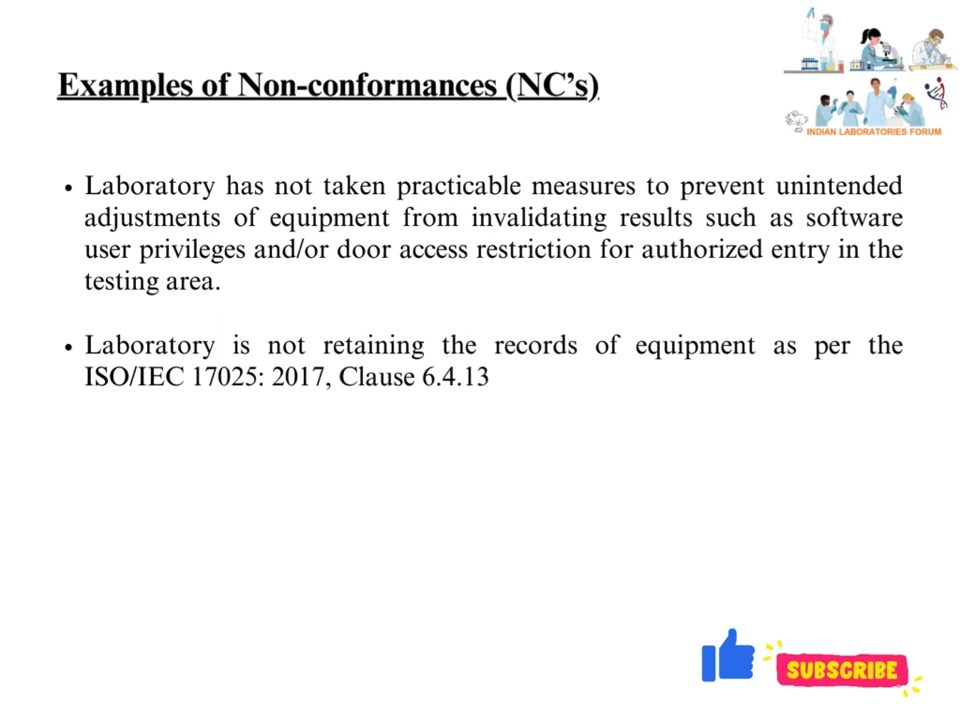 Examples of Non-conformances (NC’s)
INDIAN LABORATORIES FORUM
• Laboratory has not taken practicable measures to prevent unintended
adjustments of equipment from invalidating results such as software
user privileges and/or door access restriction for authorized entry in the
testing area.
• Laboratory is not retaining the records of equipment as per the
ISO/IEC 17025: 2017, Clause 6.4.13
SUBSCRIBE